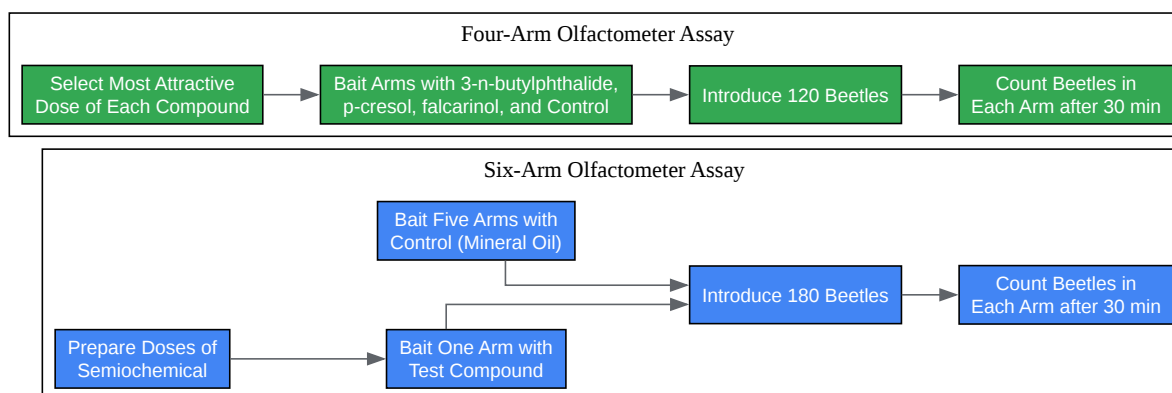 Four-Arm Olfactometer Assay
Select Most Attractive
Dose of Each Compound
Bait Arms with 3-n-butylphthalide,
p-cresol, falcarinol, and Control
Introduce 120 Beetles
Count Beetles in
Each Arm after 30 min
Six-Arm Olfactometer Assay
Bait Five Arms with
Control (Mineral Oil)
Prepare Doses of
Semiochemical
Bait One Arm with
Test Compound
Introduce 180 Beetles
Count Beetles in
Each Arm after 30 min